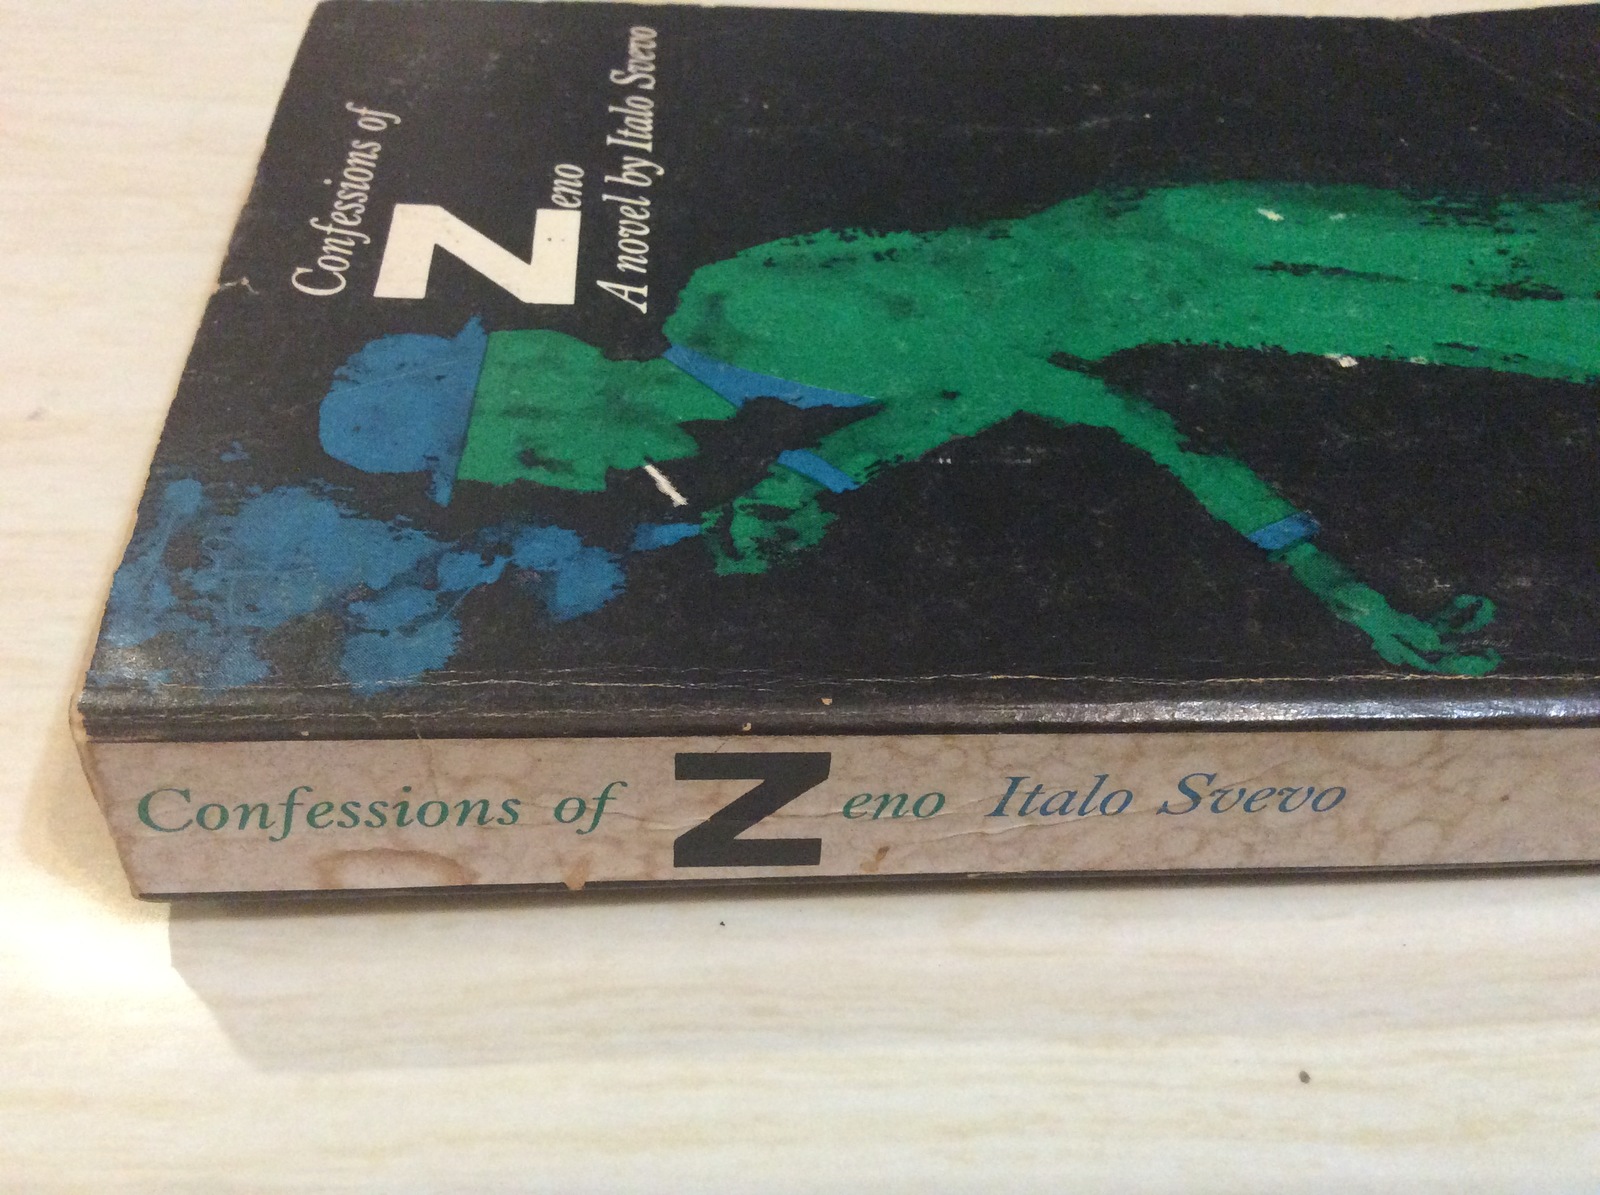 Confessions of
Zeno
A novel by Italo Svevo
Confessions of Zeno Italo Svevo